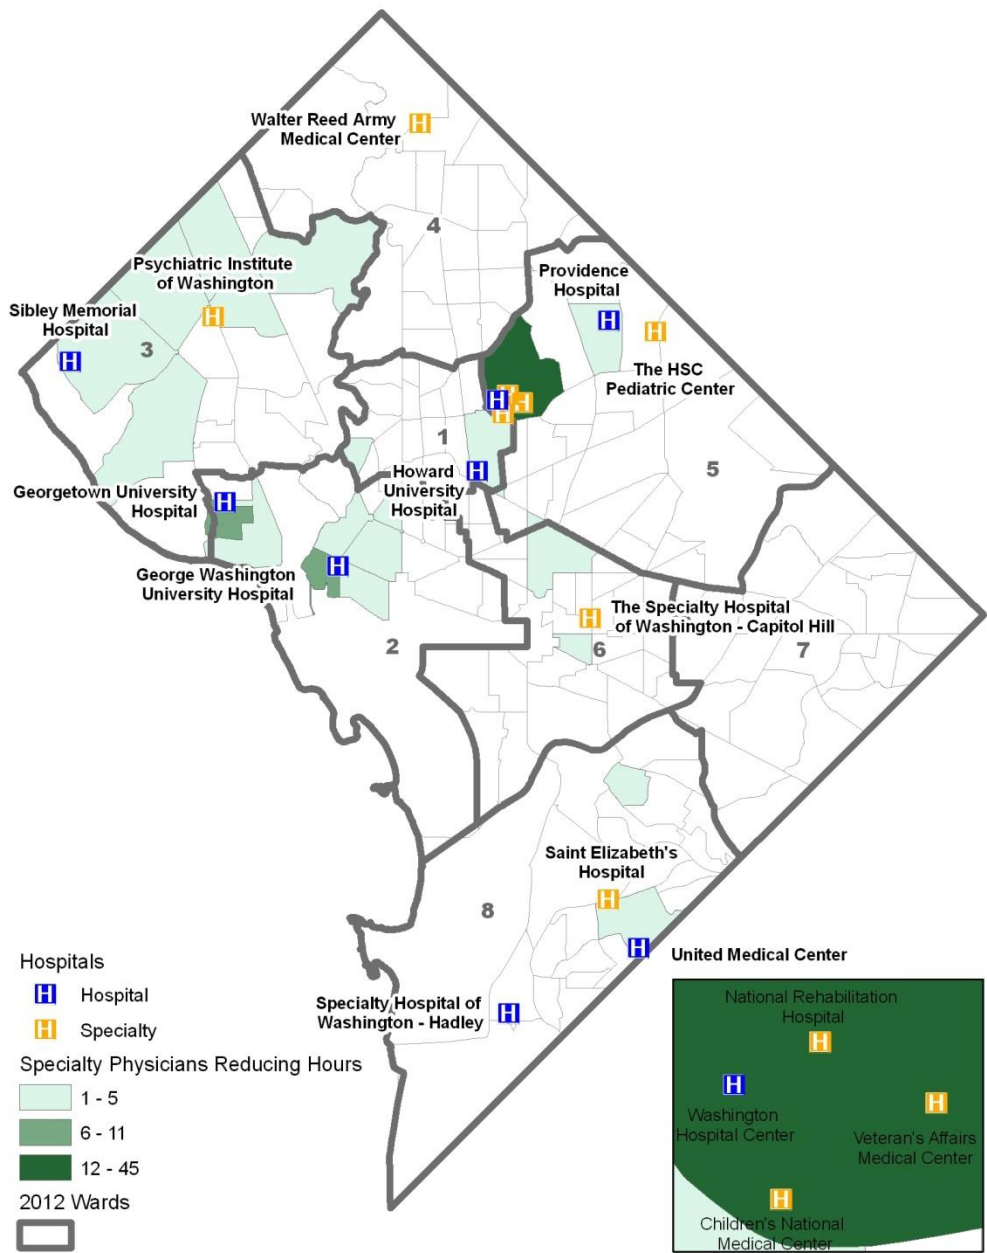 Walter Reed Army
Medical Center
4
Psychiatric Institute
of Washington
Providence
Hospital
Sibley Memorial
Hospital
3
The HSC
Pediatric Center
1
5
Howard
University
Hospital
Georgetown University
Hospital
George Washington
University Hospital
The Specialty Hospital
of Washington - Capitol Hill
2
6
7
Saint Elizabeth's
Hospital
8
United Medical Center
Specialty Hospital of
Washington - Hadley
Hospitals
H Hospital
H Specialty
Specialty Physicians Reducing Hours
1 - 5
6 - 11
12 - 45
2012 Wards
National Rehabilitation
Hospital
Washington
Hospital Center
Veteran's Affairs
Medical Center
Children's National
Medical Center